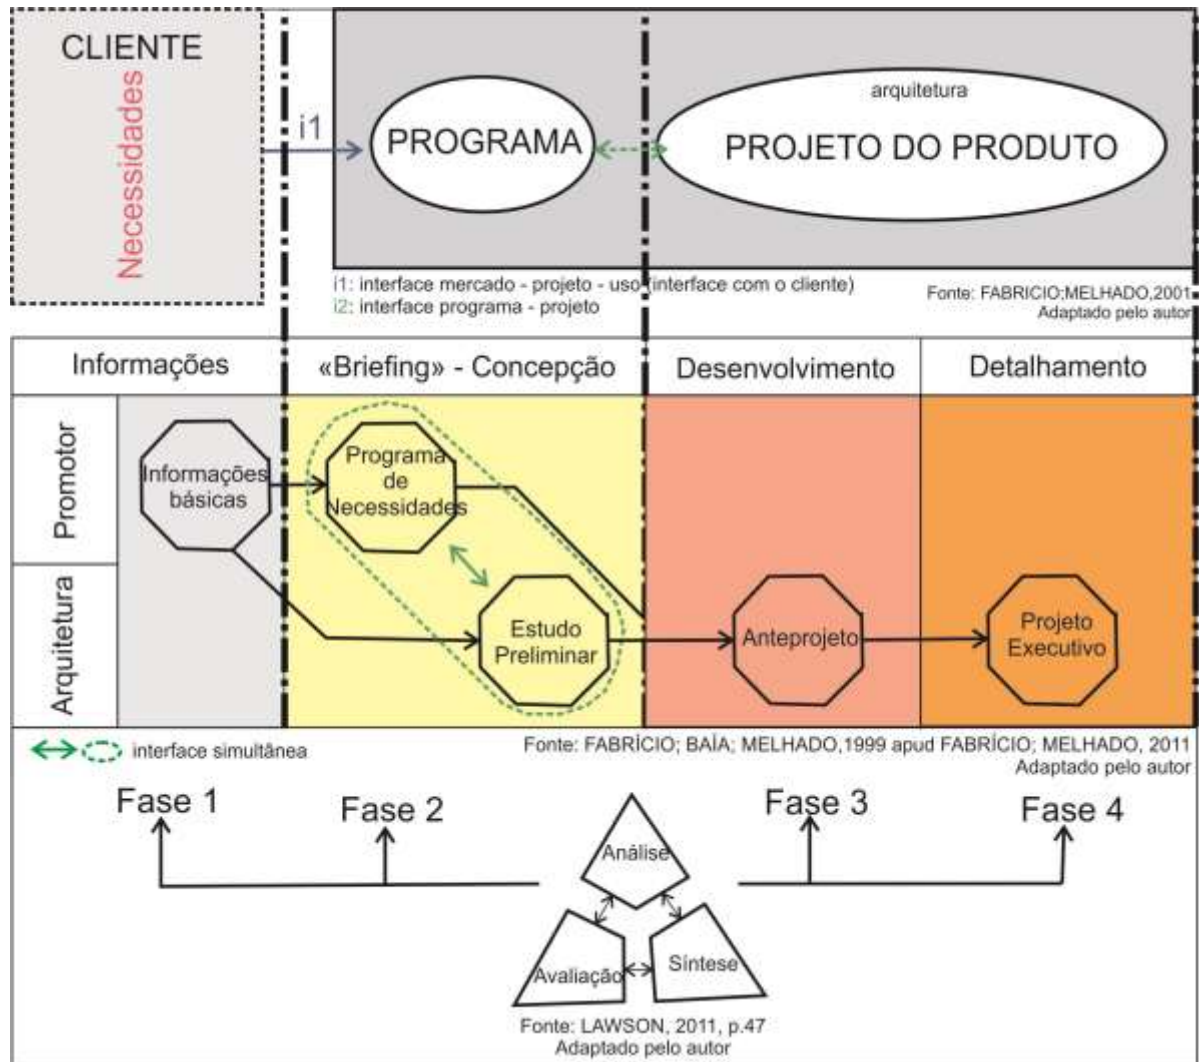 CLIENTE
Necessidades
i1
PROGRAMA
arquitetura
PROJETO DO PRODUTO
i1: interface mercado - projeto - uso (interface com o cliente)
i2: interface programa - projeto
Fonte: FABRICIO;MELHADO,2001
Adaptado pelo autor
Informações
«Briefing» - Concepção
Desenvolvimento
Detalhamento
Promotor
Informações
básicas
Programa
de
Necessidades
Arquitetura
Estudo
Preliminar
Anteprojeto
Projeto
Executivo
interface simultânea
Fonte: FABRÍCIO; BAÍA; MELHADO,1999 apud FABRÍCIO; MELHADO, 2011
Adaptado pelo autor
Fase 1
Fase 2
Fase 3
Fase 4
Análise
Avaliação
Síntese
Fonte: LAWSON, 2011, p.47
Adaptado pelo autor